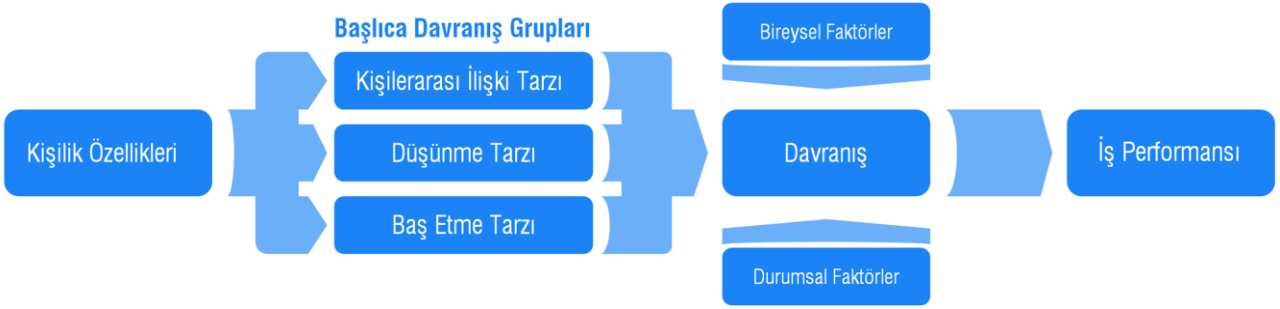 Kişilik Özellikleri
Başlıca Davranış Grupları
Kişilerarası İlişki Tarzı
Düşünme Tarzı
Baş Etme Tarzı
Bireysel Faktörler
Davranış
Durumsal Faktörler
İş Performansı